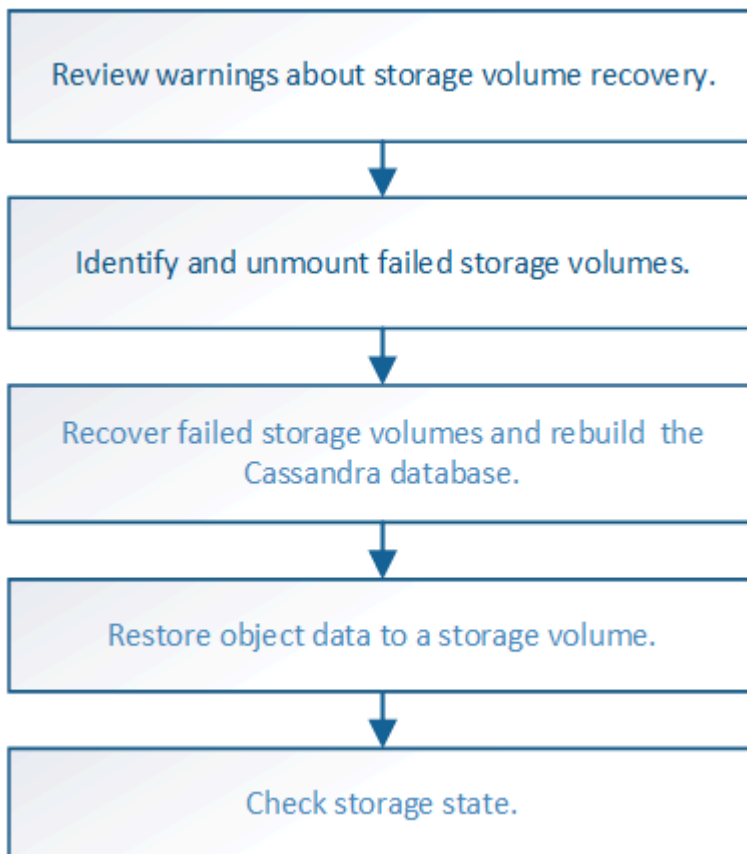 Review warnings about storage volume recovery.
Identify and unmount failed storage volumes.
Recover failed storage volumes and rebuild the
Cassandra database.
Restore object data to a storage volume.
Check storage state.